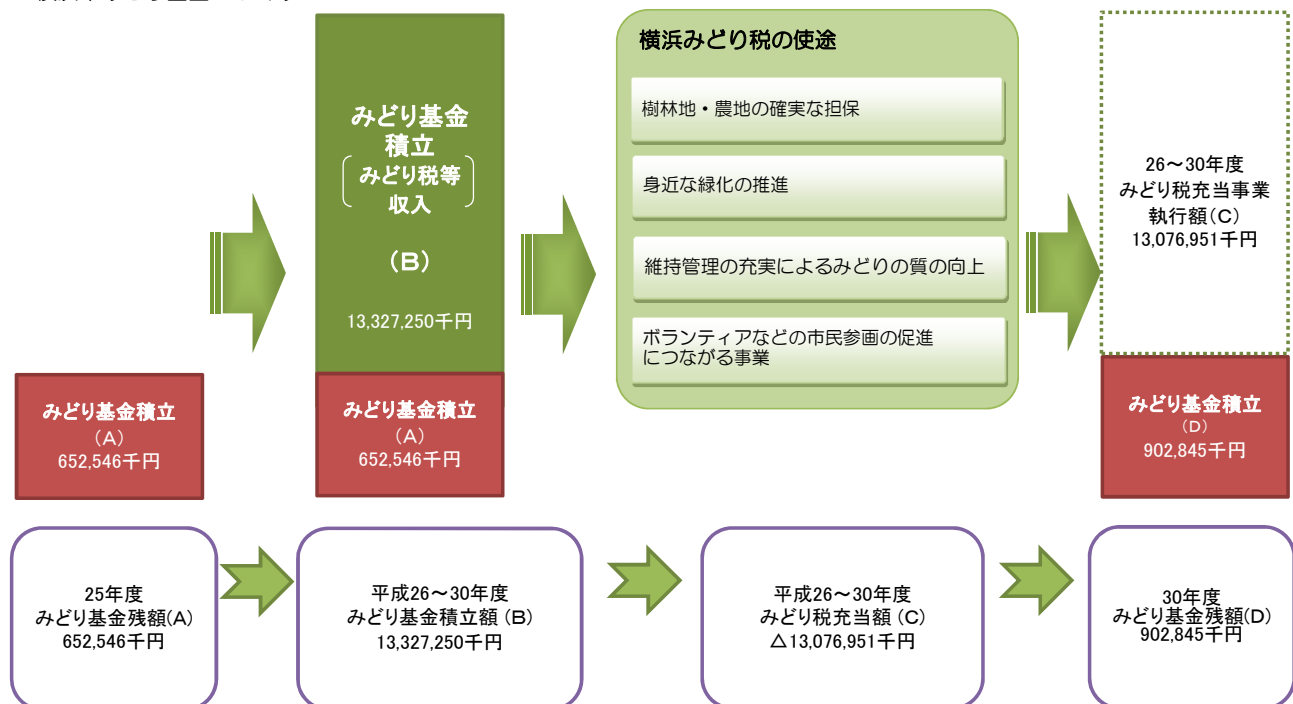 横浜みどり税の使途
樹林地・農地の確実な担保
身近な緑化の推進
維持管理の充実によるみどりの質の向上
ボランティアなどの市民参画の促進
につながる事業
みどり基金
積立
みどり税等
収入
(B)
13,327,250千円
26～30年度
みどり税充当事業
執行額(C)
13,076,951千円
みどり基金積立
(A)
652,546千円
みどり基金積立
(A)
652,546千円
みどり基金積立
(D)
902,845千円
25年度
みどり基金残額(A)
652,546千円
平成26～30年度
みどり基金積立額(B)
13,327,250千円
平成26～30年度
みどり税充当額(C)
△13,076,951千円
30年度
みどり基金残額(D)
902,845千円